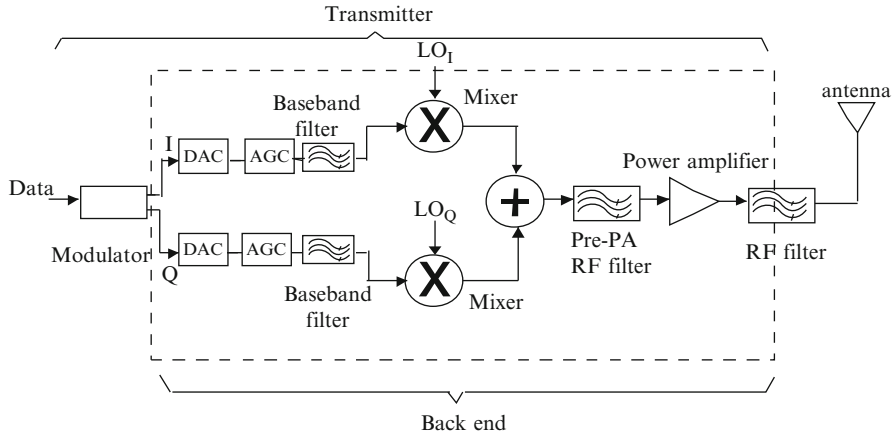 Transmitter
LO_I
antenna
Mixer
Baseband
filter
I
DAC
AGC
Power amplifier
Data
LO_Q
Modulator
Pre-PA
RF filter
RF filter
Q
DAC
AGC
Baseband
filter
Mixer
Back end